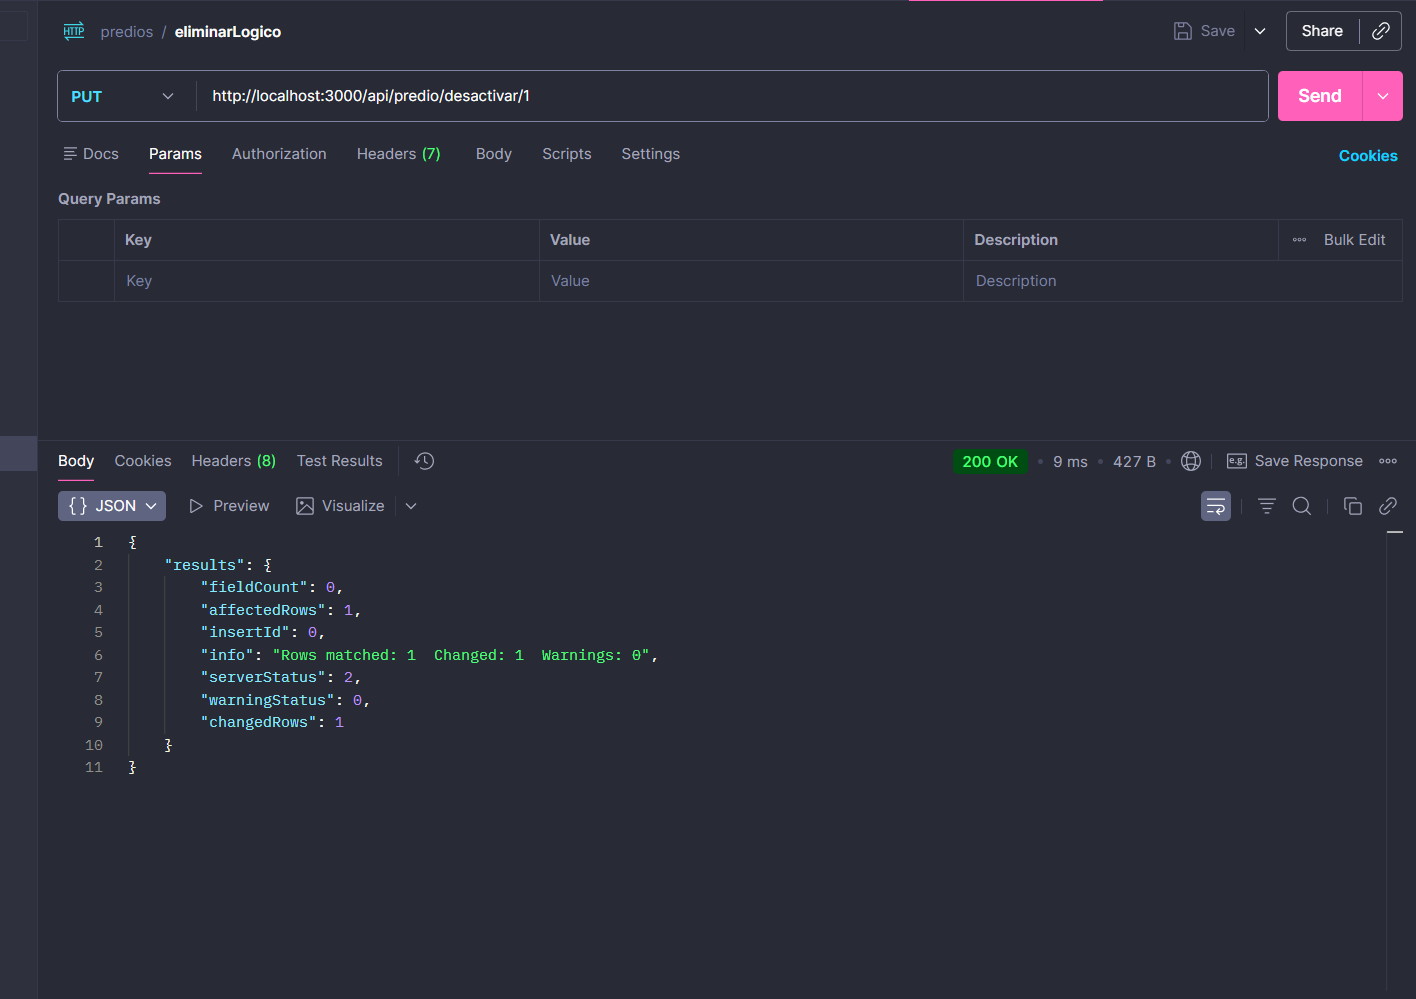 HTTP predios / eliminarLogico Save Share
PUT http://localhost:3000/api/predio/desactivar/1 Send
Docs Params Authorization Headers (7) Body Scripts Settings Cookies
Query Params
Key Value Description Bulk Edit
Key Value Description
Body Cookies Headers (8) Test Results 200 OK • 9 ms • 427 B • e.g. Save Response
{} JSON Preview Visualize
1 {
2 "results": {
3 "fieldCount": 0,
4 "affectedRows": 1,
5 "insertId": 0,
6 "info": "Rows matched: 1  Changed: 1  Warnings: 0",
7 "serverStatus": 2,
8 "warningStatus": 0,
9 "changedRows": 1
10 }
11 }